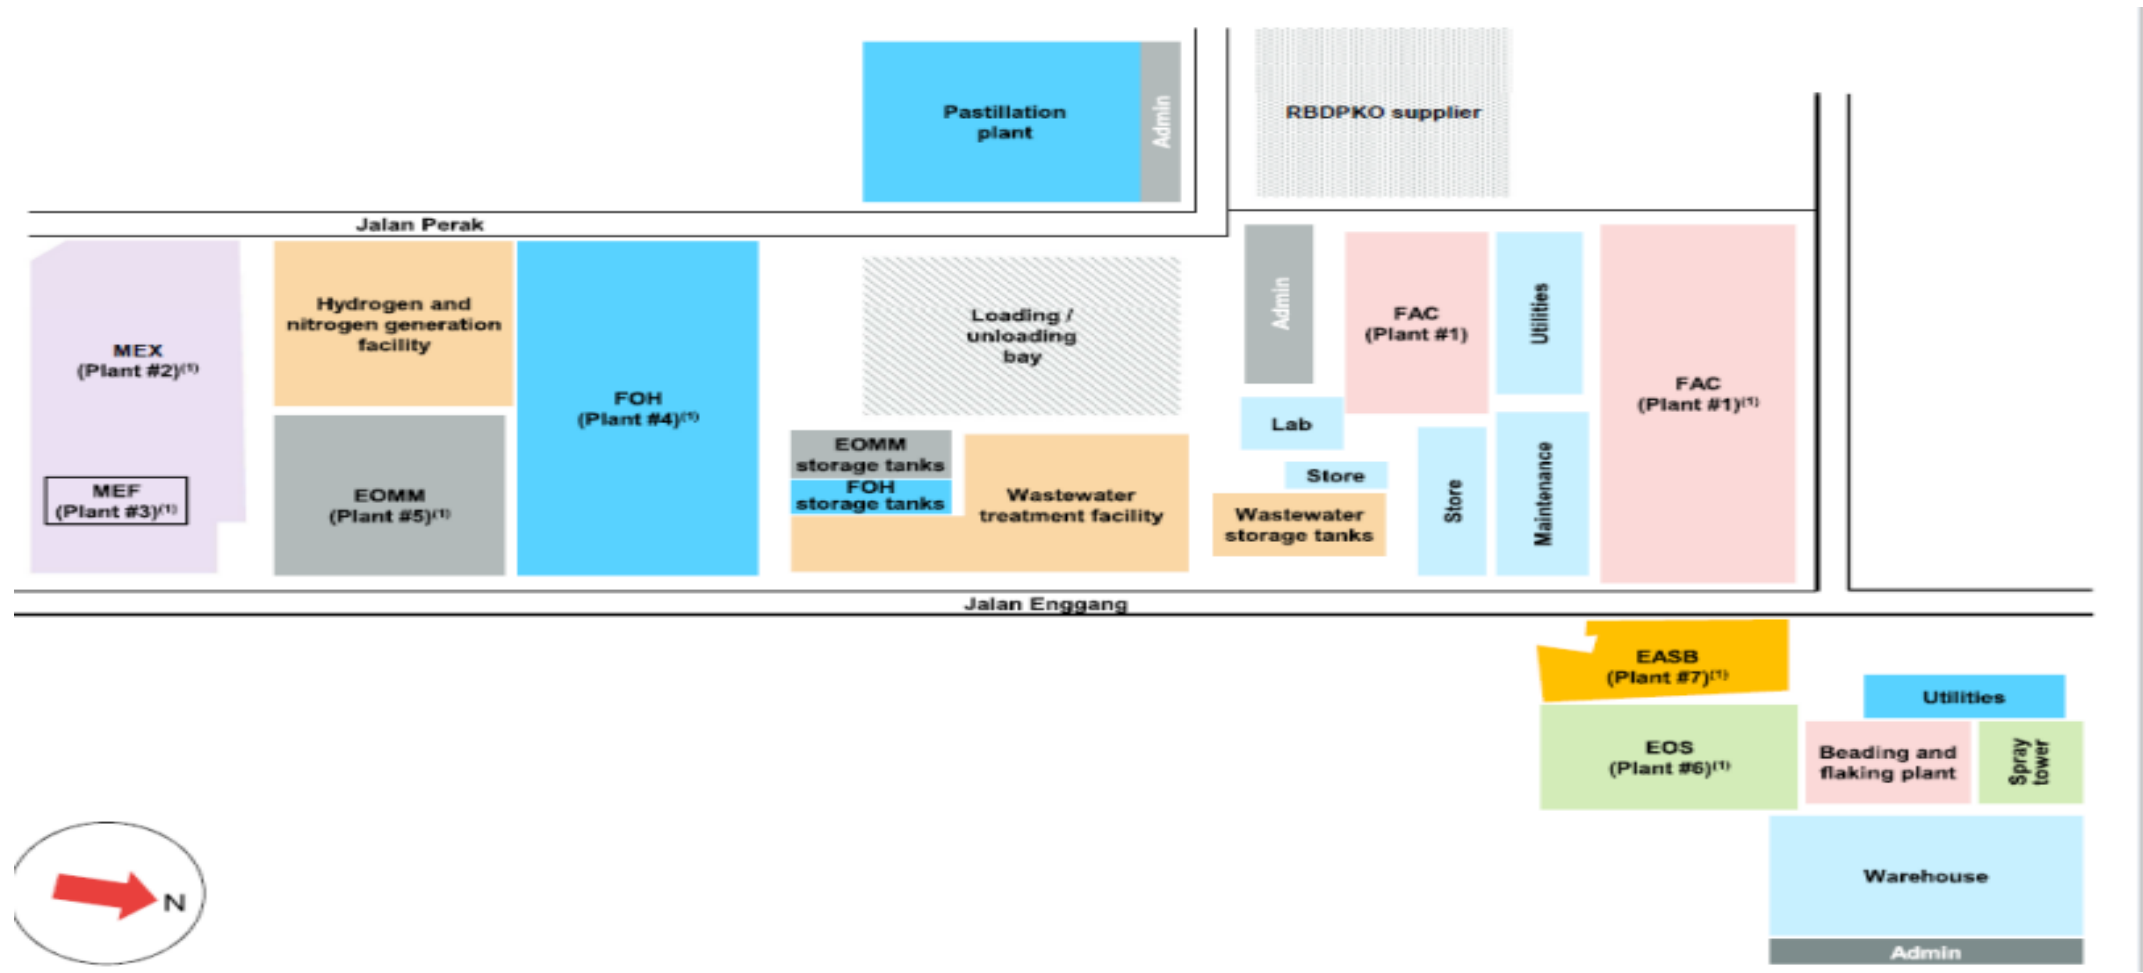 Pastillation
plant
Admin
RBDPKO supplier
Jalan Perak
MEX
(Plant #2)⁽¹⁾
MEF
(Plant #3)⁽¹⁾
Hydrogen and
nitrogen generation
facility
EOMM
(Plant #5)⁽¹⁾
FOH
(Plant #4)⁽¹⁾
Loading /
unloading
bay
EOMM
storage tanks
FOH
storage tanks
Wastewater
treatment facility
Admin
Lab
Store
Wastewater
storage tanks
FAC
(Plant #1)
Store
Utilities
Maintenance
FAC
(Plant #1)⁽¹⁾
Jalan Enggang
EASB
(Plant #7)⁽¹⁾
EOS
(Plant #6)⁽¹⁾
Utilities
Beading and
flaking plant
Spray
tower
Warehouse
Admin
N